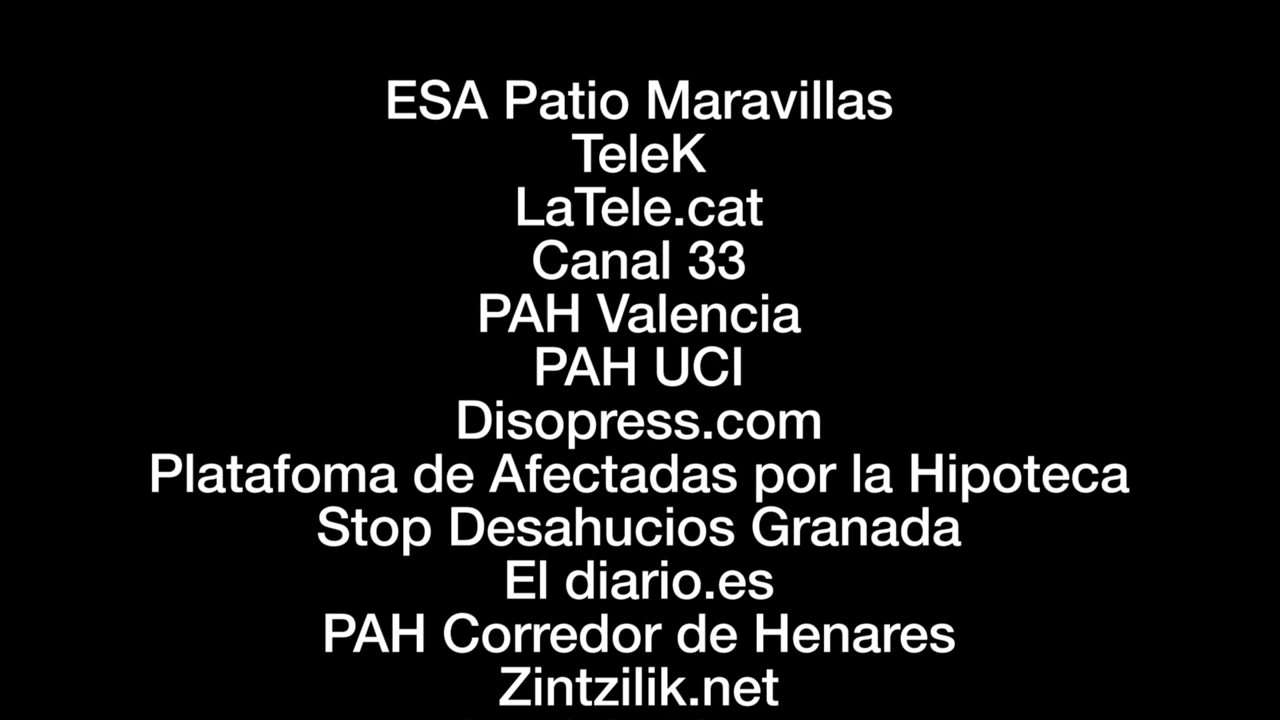 ESA Patio Maravillas
TeleK
LaTele.cat
Canal 33
PAH Valencia
PAH UCI
Disopress.com
Platafoma de Afectadas por la Hipoteca
Stop Desahucios Granada
El diario.es
PAH Corredor de Henares
Zintzilik.net